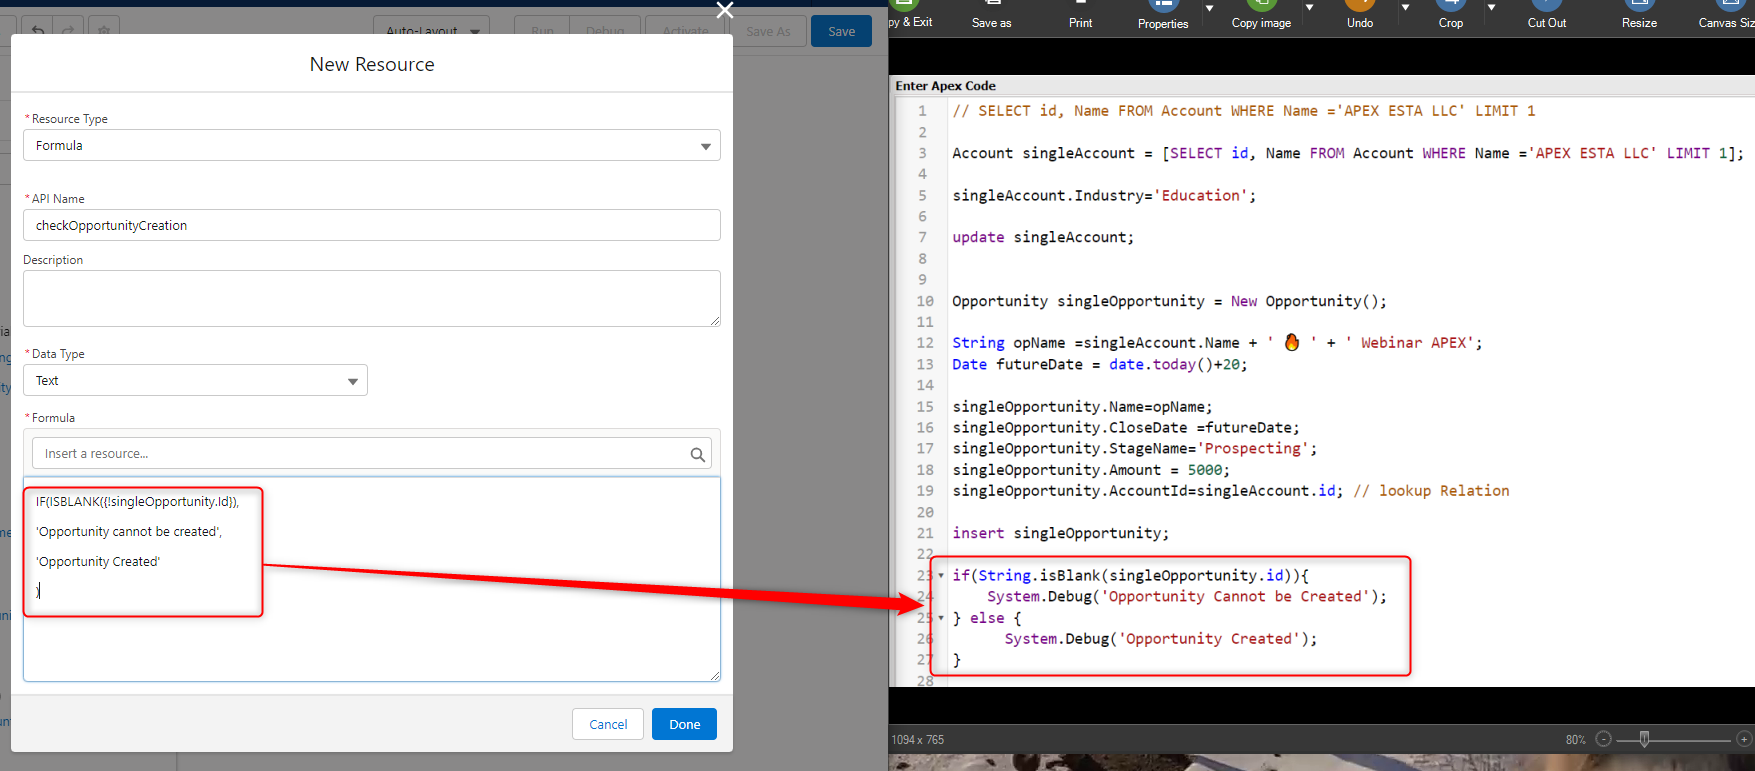 Auto-Layout
Run
Debug
Activate
Save As
Save
New Resource
*Resource Type
Formula
*API Name
checkOpportunityCreation
Description
*Data Type
Text
*Formula
Insert a resource...
IF(ISBLANK({!singleOpportunity.Id}),
'Opportunity cannot be created',
'Opportunity Created'
)
Cancel
Done
py & Exit
Save as
Print
Properties
Copy image
Undo
Crop
Cut Out
Resize
Canvas Siz
Enter Apex Code
1 // SELECT id, Name FROM Account WHERE Name ='APEX ESTA LLC' LIMIT 1
2
3 Account singleAccount = [SELECT id, Name FROM Account WHERE Name ='APEX ESTA LLC' LIMIT 1];
4
5 singleAccount.Industry='Education';
6
7 update singleAccount;
8
9
10 Opportunity singleOpportunity = New Opportunity();
11
12 String opName =singleAccount.Name + ' 🔥 ' + ' Webinar APEX';
13 Date futureDate = date.today()+20;
14
15 singleOpportunity.Name=opName;
16 singleOpportunity.CloseDate =futureDate;
17 singleOpportunity.StageName='Prospecting';
18 singleOpportunity.Amount = 5000;
19 singleOpportunity.AccountId=singleAccount.id; // lookup Relation
20
21 insert singleOpportunity;
22
23 if(String.isBlank(singleOpportunity.id)){
24 System.Debug('Opportunity Cannot be Created');
25 } else {
26 System.Debug('Opportunity Created');
27 }
28
1094 x 765
80%